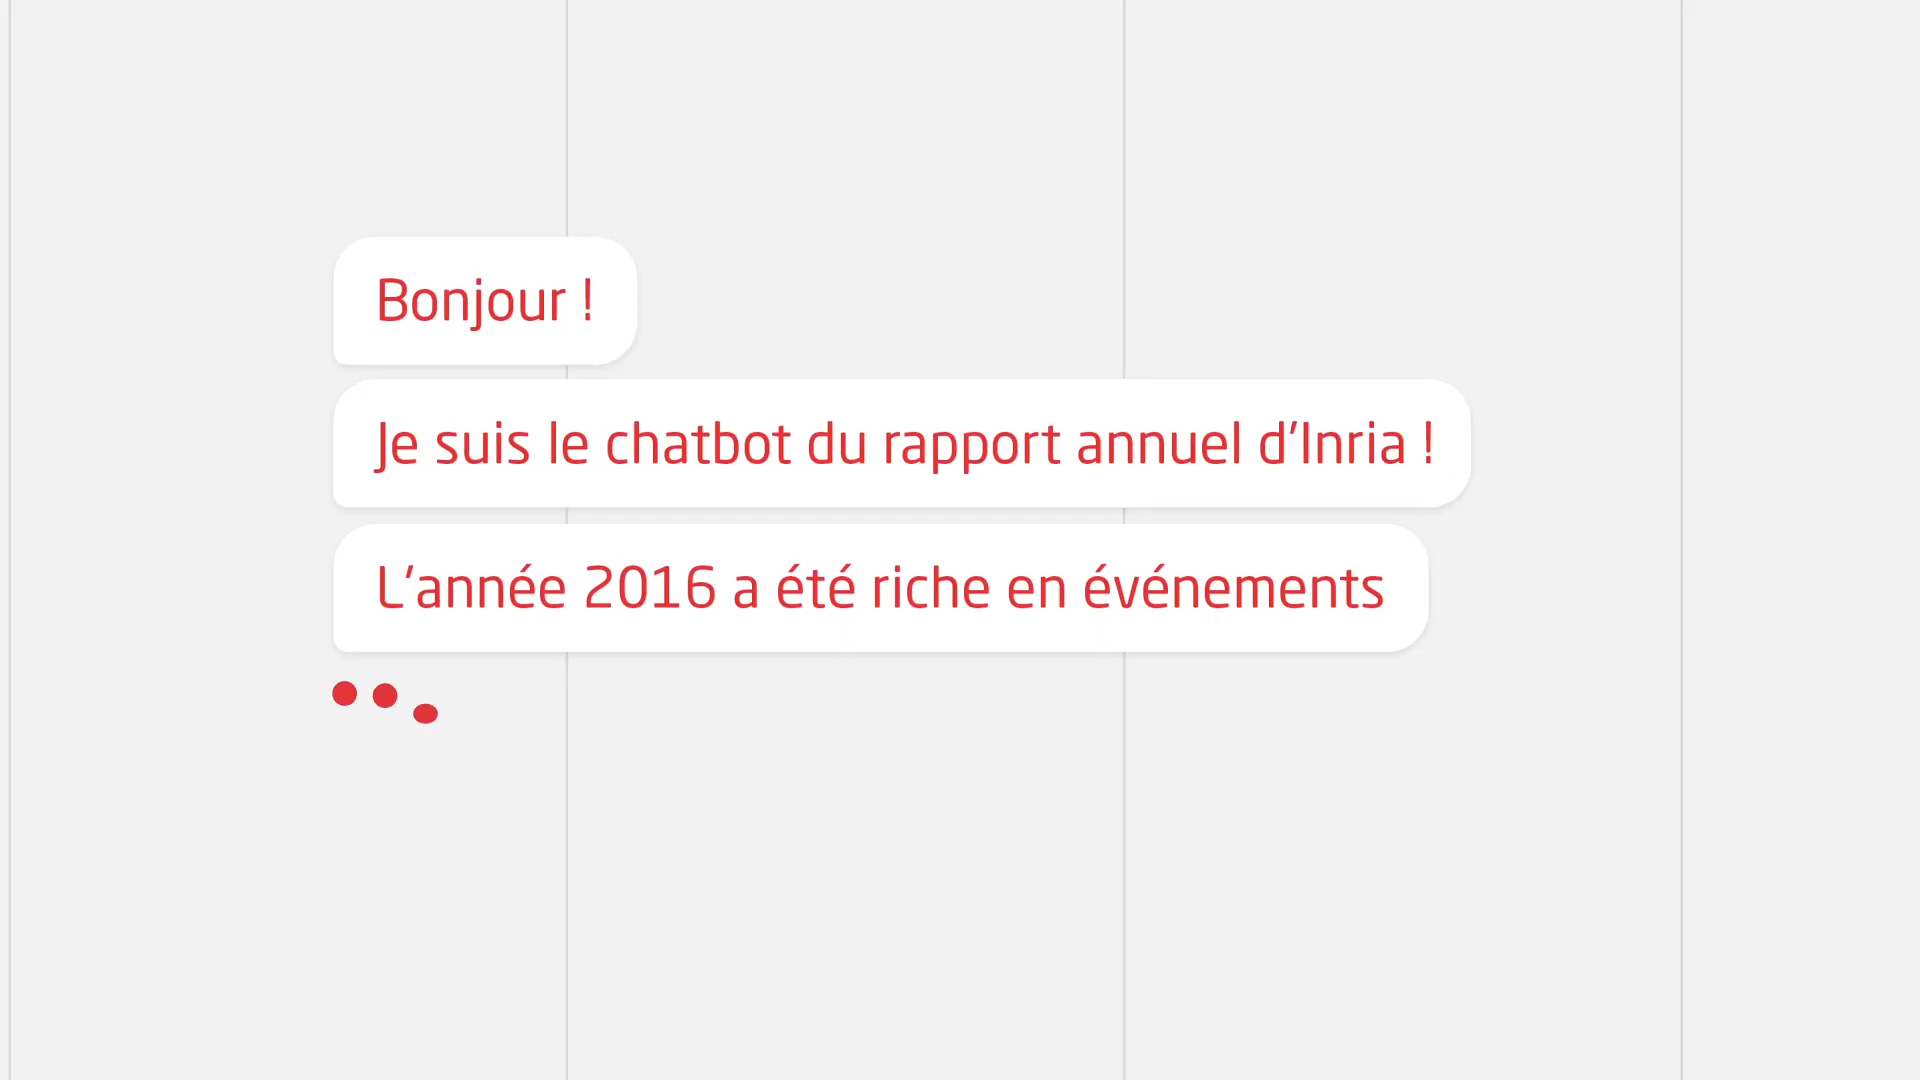 Bonjour !
Je suis le chatbot du rapport annuel d’Inria !
L’année 2016 a été riche en événements